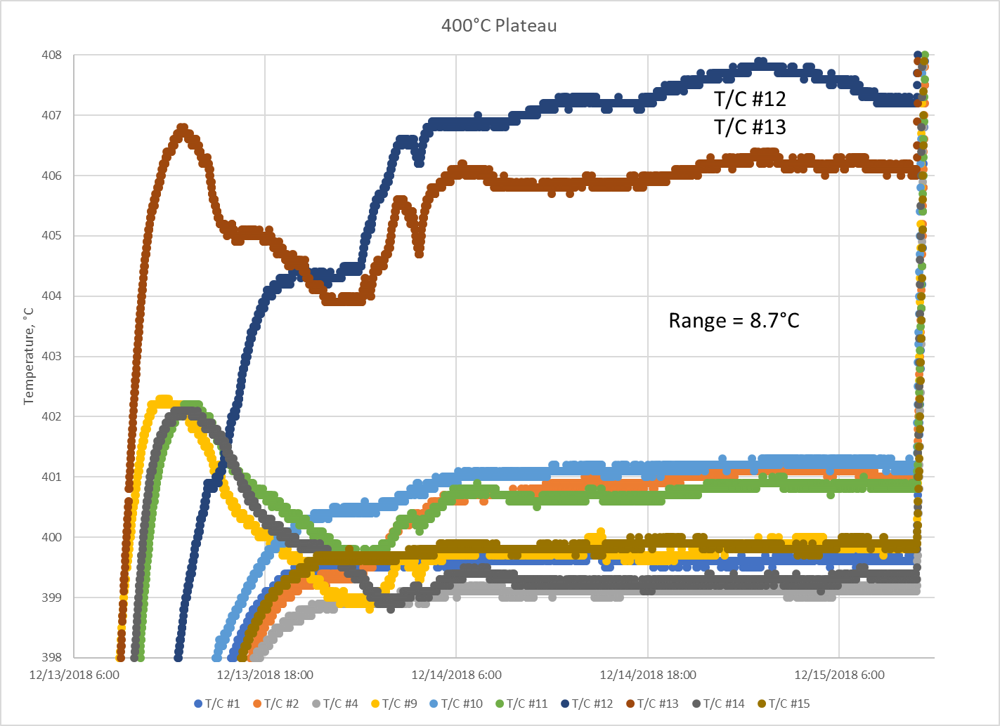 400°C Plateau
408
407
406
405
404
403
402
401
400
399
398
Temperature, °C
T/C #12
T/C #13
Range = 8.7°C
12/13/2018 6:00 12/13/2018 18:00 12/14/2018 6:00 12/14/2018 18:00 12/15/2018 6:00
T/C #1 T/C #2 T/C #4 T/C #9 T/C #10 T/C #11 T/C #12 T/C #13 T/C #14 T/C #15